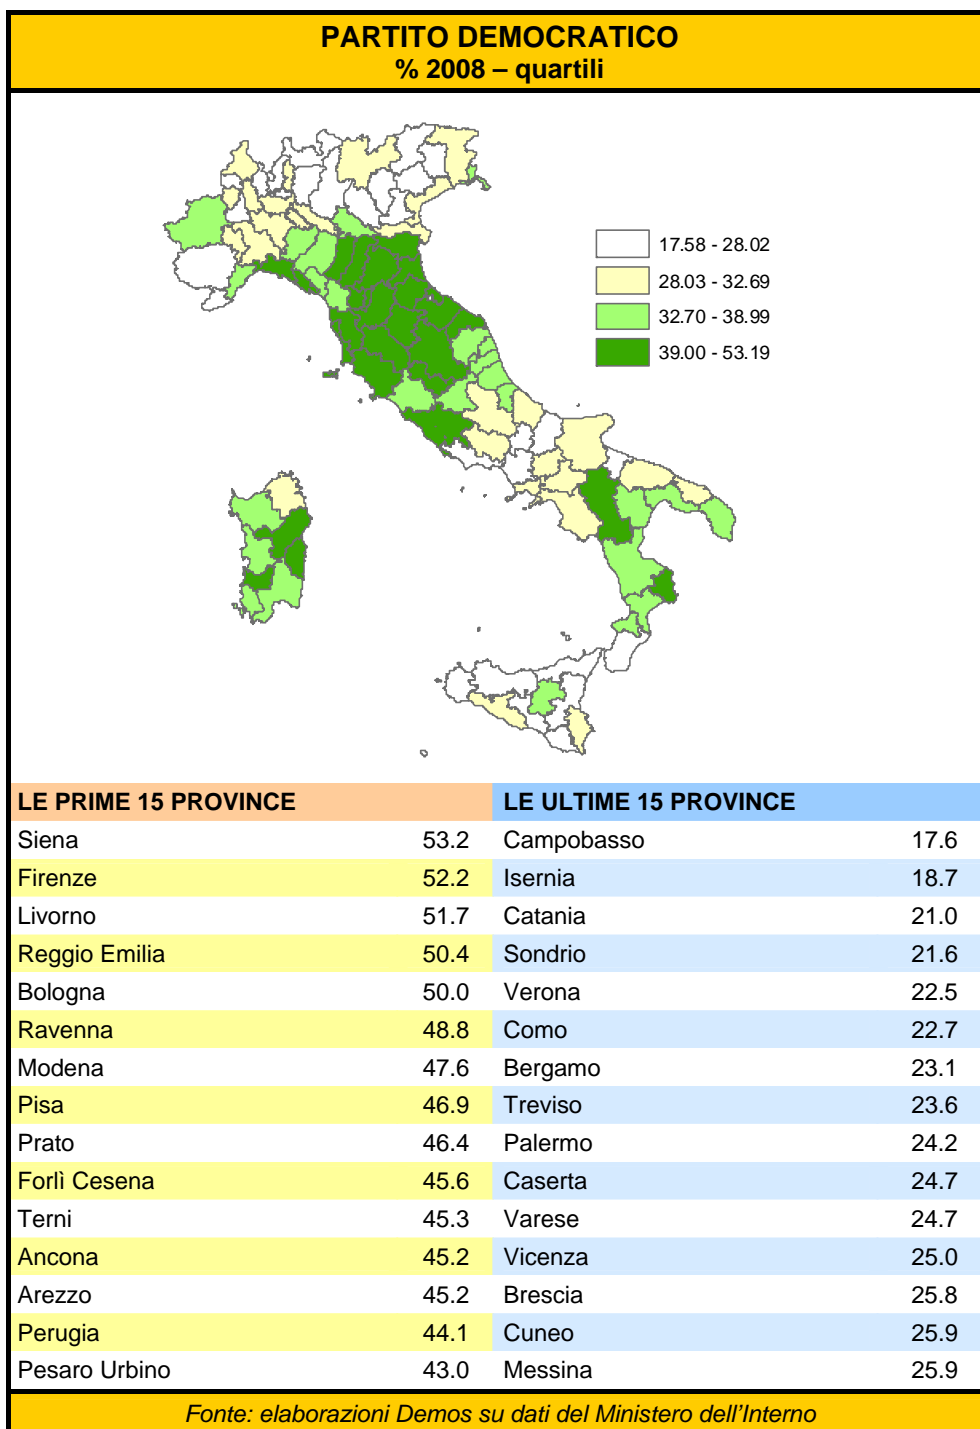 PARTITO DEMOCRATICO
% 2008 – quartili
17.58 - 28.02
28.03 - 32.69
32.70 - 38.99
39.00 - 53.19
LE PRIME 15 PROVINCE LE ULTIME 15 PROVINCE
Siena 53.2 Campobasso 17.6
Firenze 52.2 Isernia 18.7
Livorno 51.7 Catania 21.0
Reggio Emilia 50.4 Sondrio 21.6
Bologna 50.0 Verona 22.5
Ravenna 48.8 Como 22.7
Modena 47.6 Bergamo 23.1
Pisa 46.9 Treviso 23.6
Prato 46.4 Palermo 24.2
Forlì Cesena 45.6 Caserta 24.7
Terni 45.3 Varese 24.7
Ancona 45.2 Vicenza 25.0
Arezzo 45.2 Brescia 25.8
Perugia 44.1 Cuneo 25.9
Pesaro Urbino 43.0 Messina 25.9
Fonte: elaborazioni Demos su dati del Ministero dell'Interno